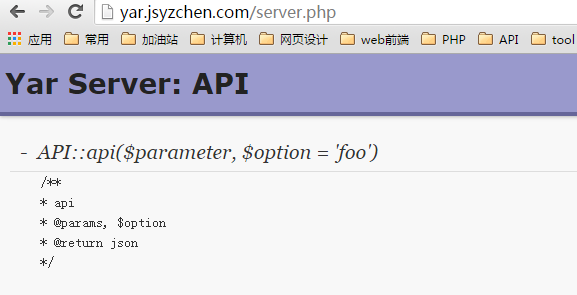 yar.jsyzchen.com/server.php
应用 常用 加油站 计算机 网页设计 web前端 PHP API tool
Yar Server: API
- API::api($parameter, $option = 'foo')
/**
* api
* @params, $option
* @return json
*/